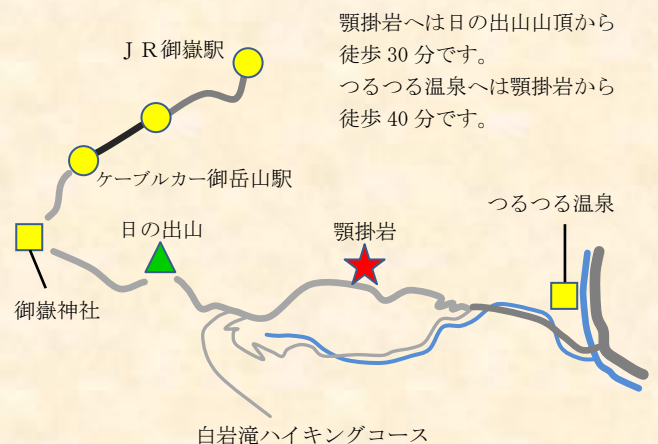 顎掛岩へは日の出山山頂から
徒歩 30 分です。
つるつる温泉へは顎掛岩から
徒歩 40 分です。
ＪＲ御嶽駅
ケーブルカー御岳山駅
つるつる温泉
日の出山
顎掛岩
御嶽神社
白岩滝ハイキングコース